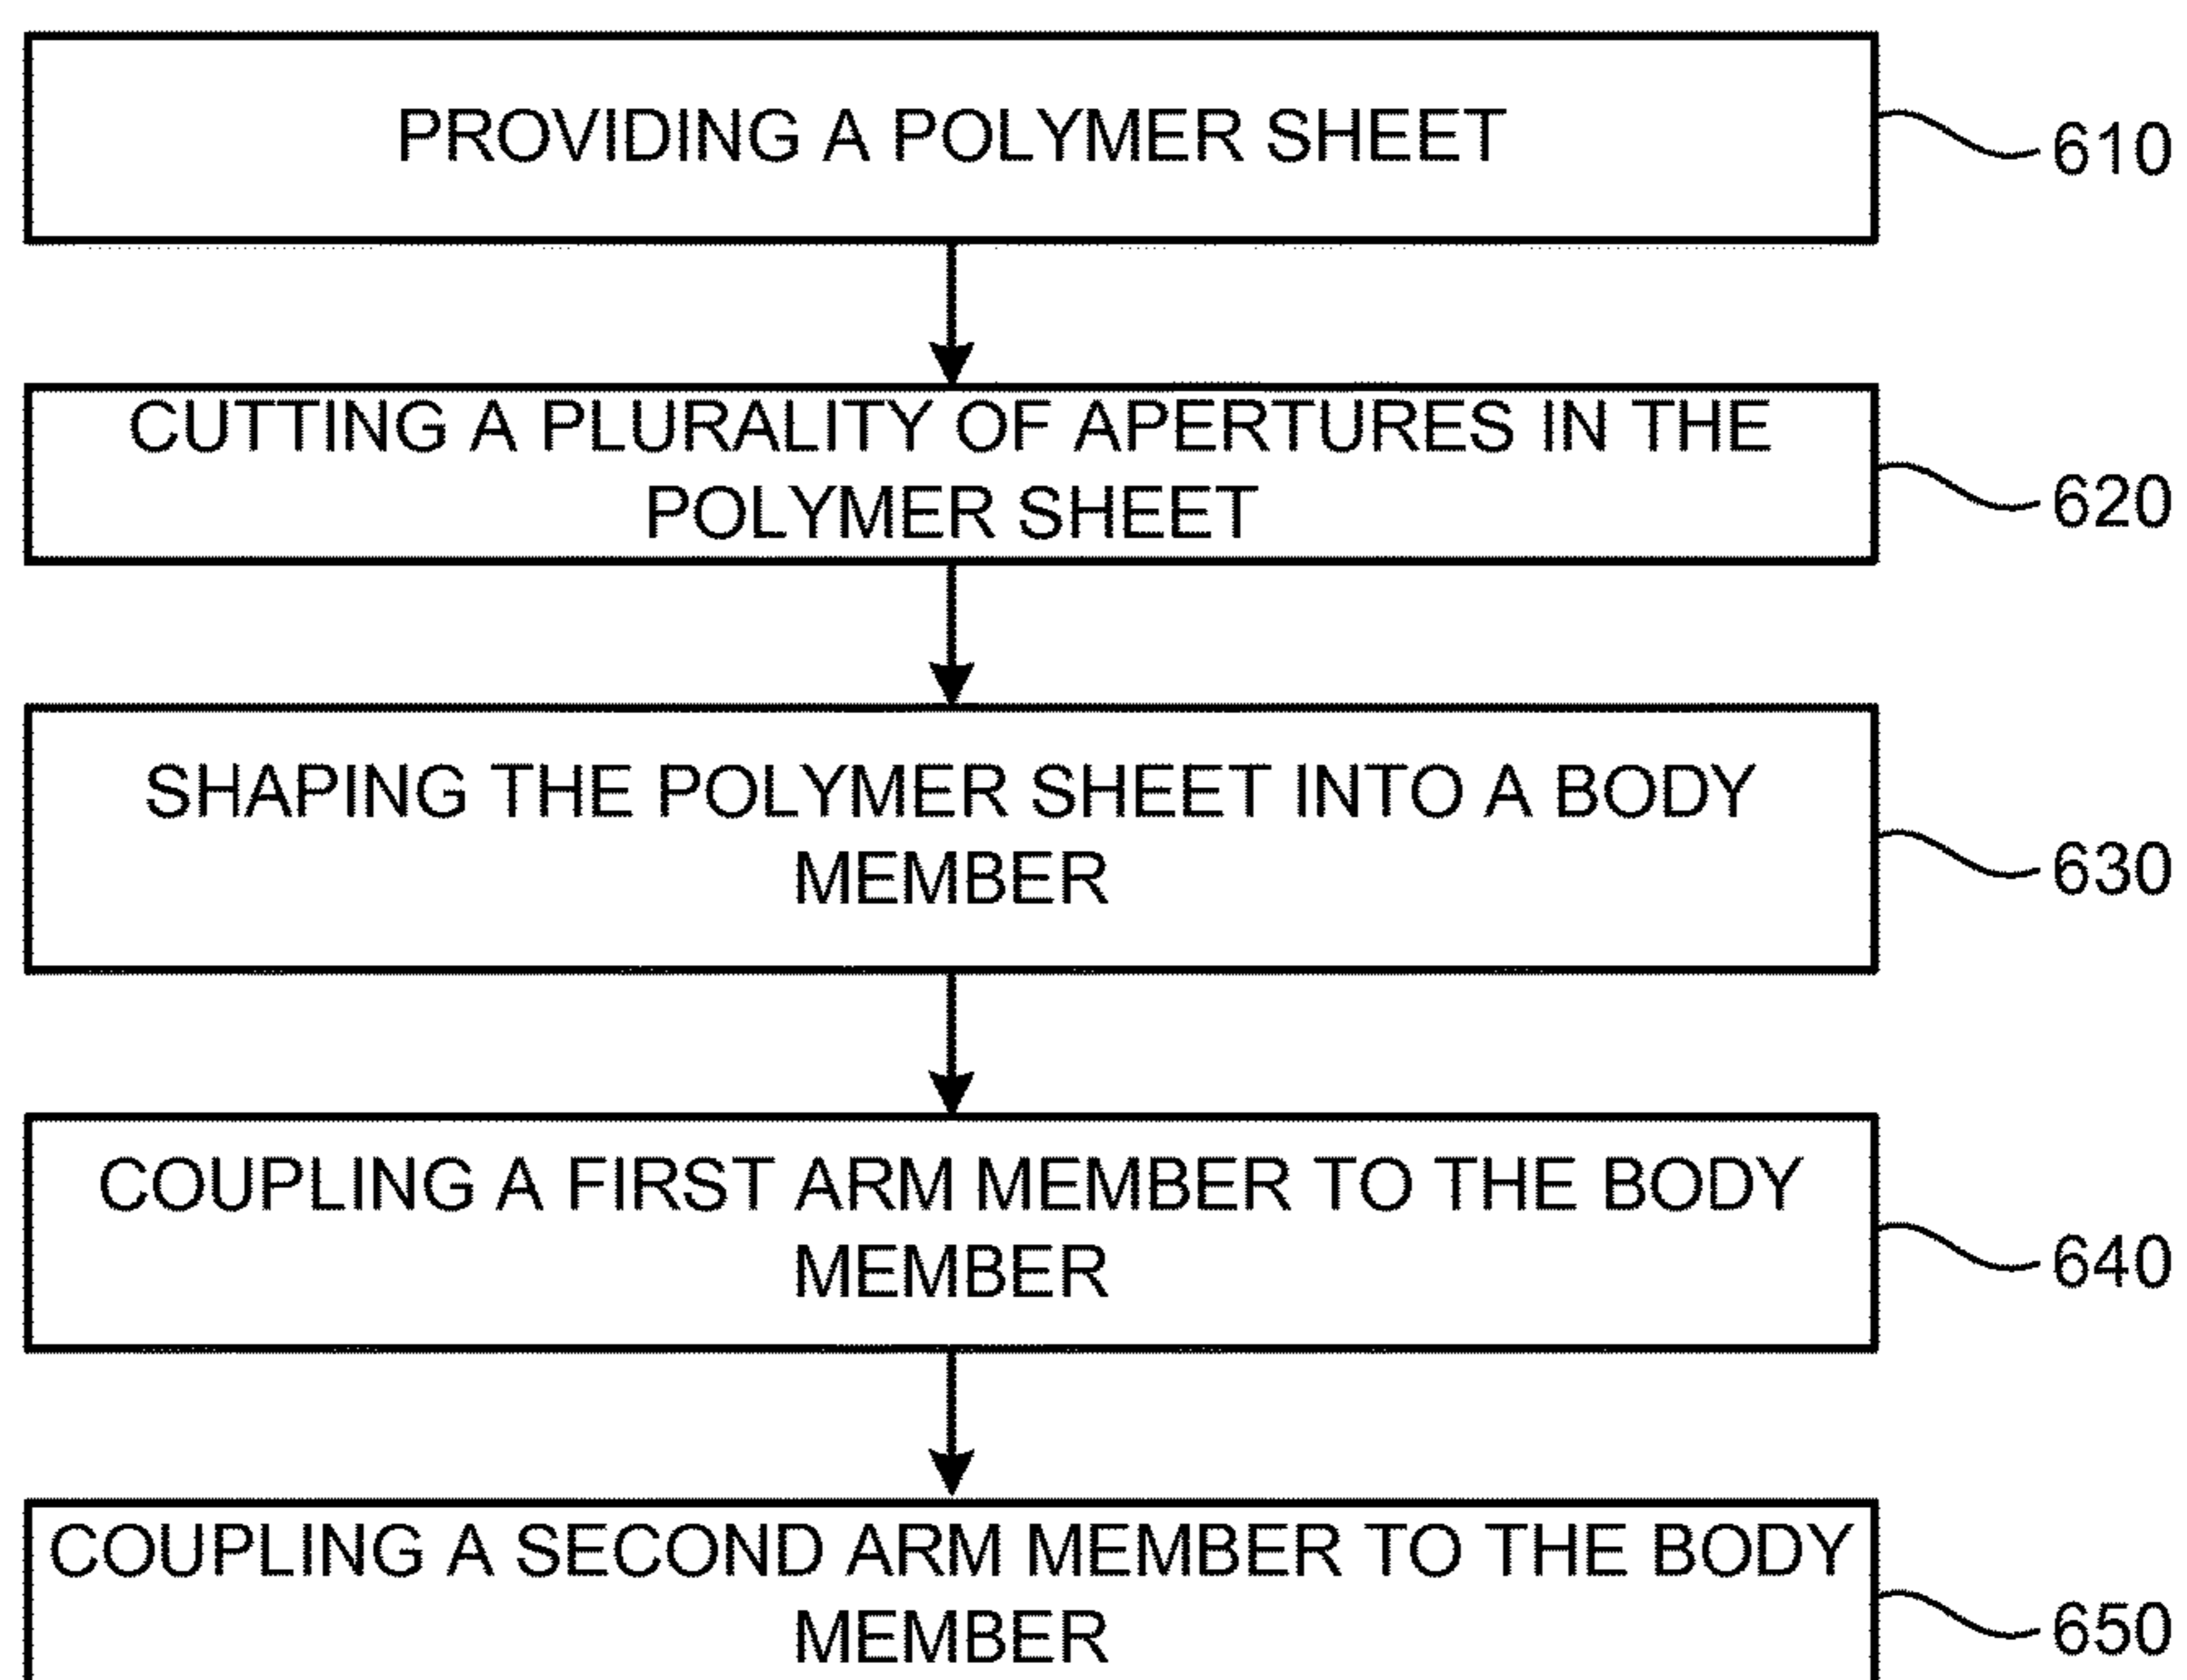 PROVIDING A POLYMER SHEET
610
CUTTING A PLURALITY OF APERTURES IN THE
POLYMER SHEET
620
SHAPING THE POLYMER SHEET INTO A BODY
MEMBER
630
COUPLING A FIRST ARM MEMBER TO THE BODY
MEMBER
640
COUPLING A SECOND ARM MEMBER TO THE BODY
MEMBER
650